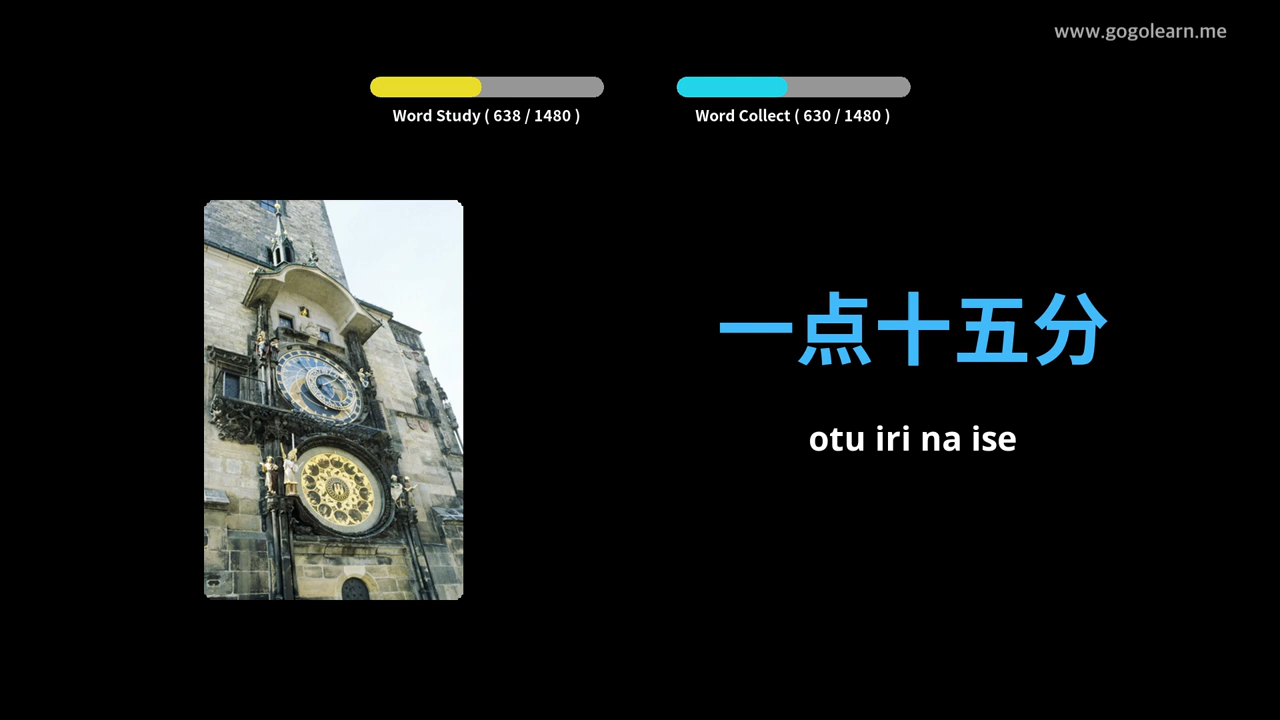 www.gogolearn.me
Word Study ( 638 / 1480 )
Word Collect ( 630 / 1480 )
一点十五分
otu iri na ise